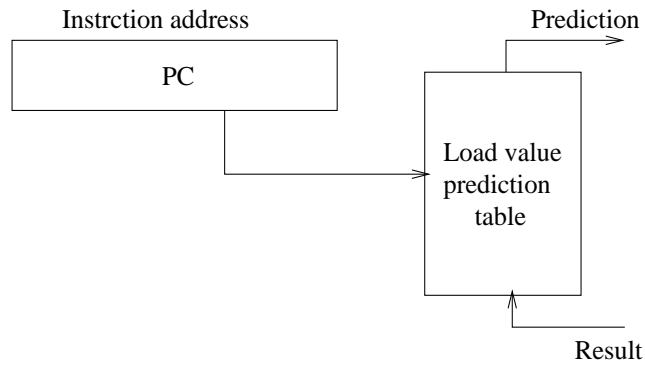 Instrction address
Prediction
PC
Load value
prediction
table
Result